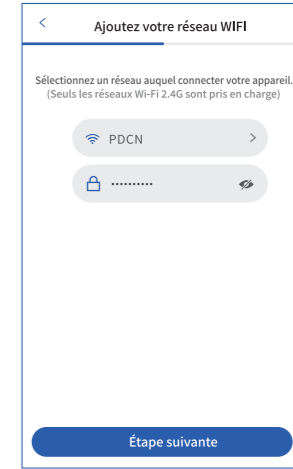 Ajoutez votre réseau WIFI
Sélectionnez un réseau auquel connecter votre appareil.
(Seuls les réseaux Wi-Fi 2.4G sont pris en charge)
PDCN
••••••••••
Étape suivante